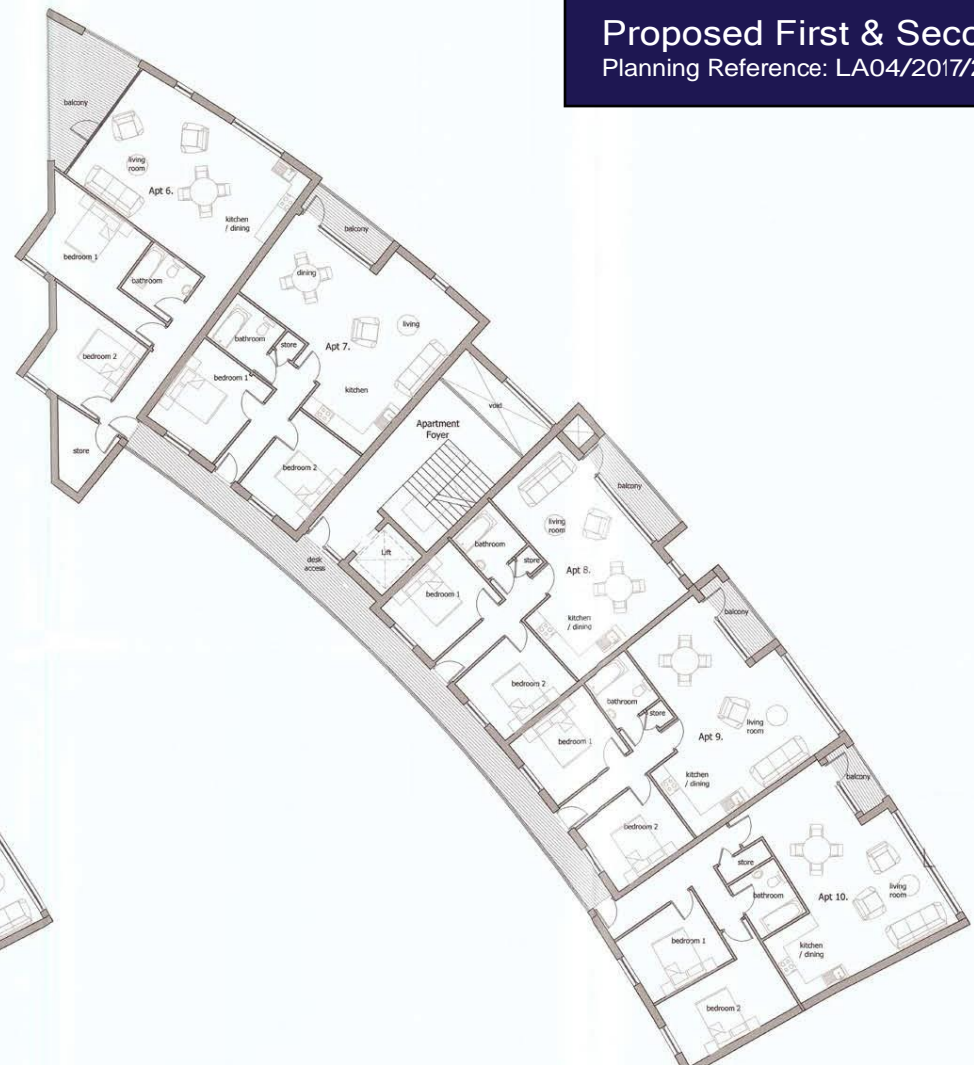 Proposed First & Seco
Planning Reference: LA04/2017/2
balcony
living
room
Apt 6.
kitchen
/ dining
bedroom 1
bathroom
bedroom 2
store
balcony
dining
living
Apt 7.
bathroom
store
bedroom 1
kitchen
bedroom 2
void
Apartment
Foyer
Lift
desk
access
balcony
living
room
bathroom
store
Apt 8.
bedroom 1
kitchen
/ dining
bedroom 2
balcony
bathroom
store
living
room
Apt 9.
bedroom 1
kitchen
/ dining
bedroom 2
balcony
store
living
room
bathroom
Apt 10.
kitchen
/ dining
bedroom 1
bedroom 2